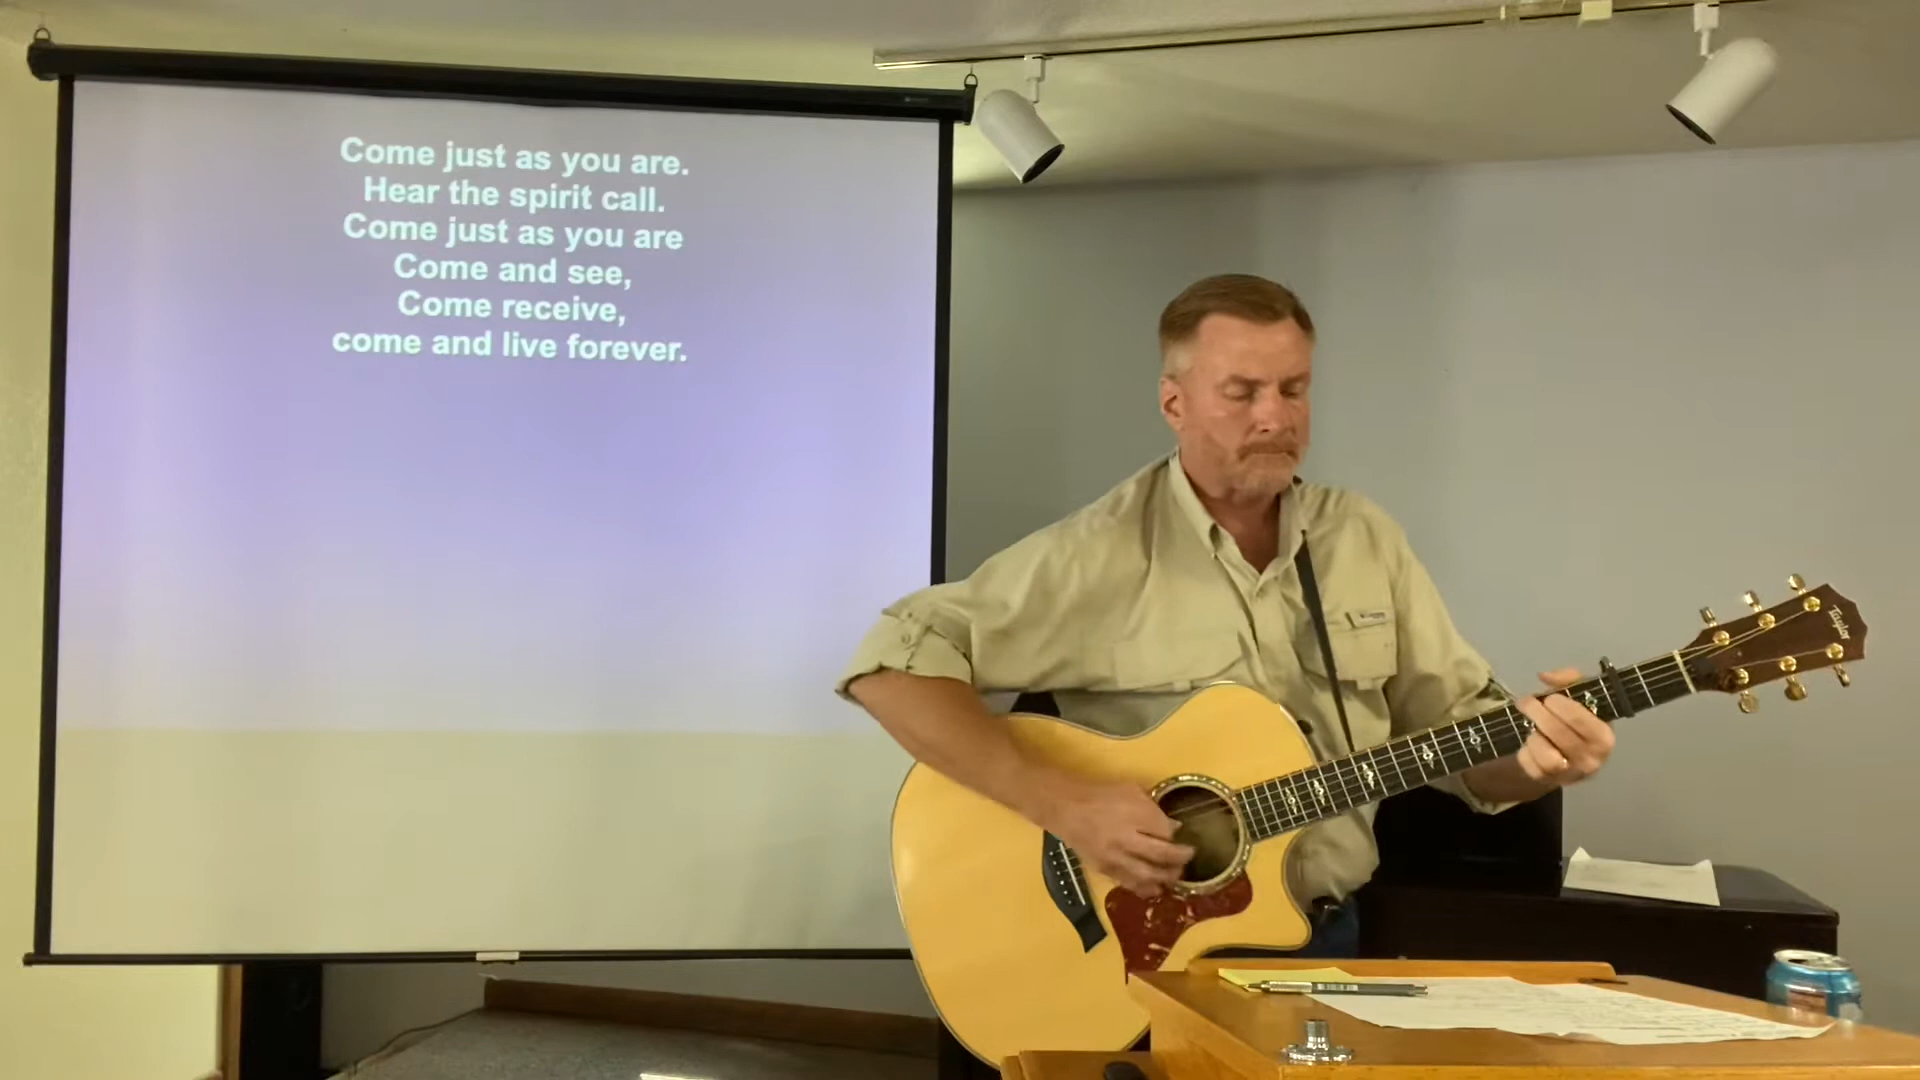 Come just as you are.
Hear the spirit call.
Come just as you are
Come and see,
Come receive,
come and live forever.
Taylor